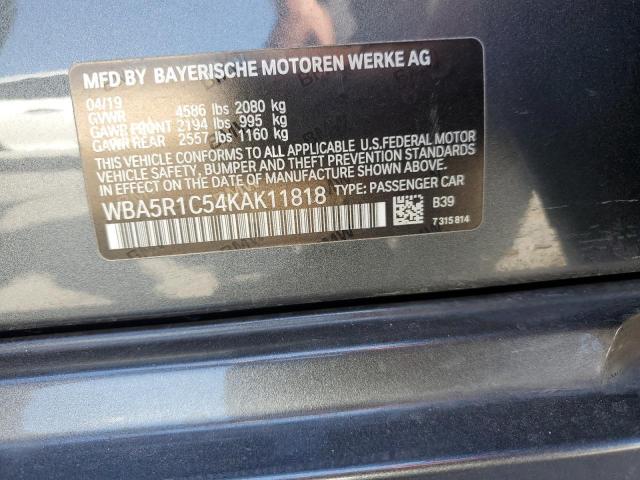 MFD BY BAYERISCHE MOTOREN WERKE AG
04/19
GVWR 4586 lbs 2080 kg
GAWR FRONT 2194 lbs 995 kg
GAWR REAR 2557 lbs 1160 kg
THIS VEHICLE CONFORMS TO ALL APPLICABLE U.S.FEDERAL MOTOR
VEHICLE SAFETY, BUMPER AND THEFT PREVENTION STANDARDS
IN EFFECT ON THE DATE OF MANUFACTURE SHOWN ABOVE.
WBA5R1C54KAK11818 TYPE: PASSENGER CAR
B39
7315814